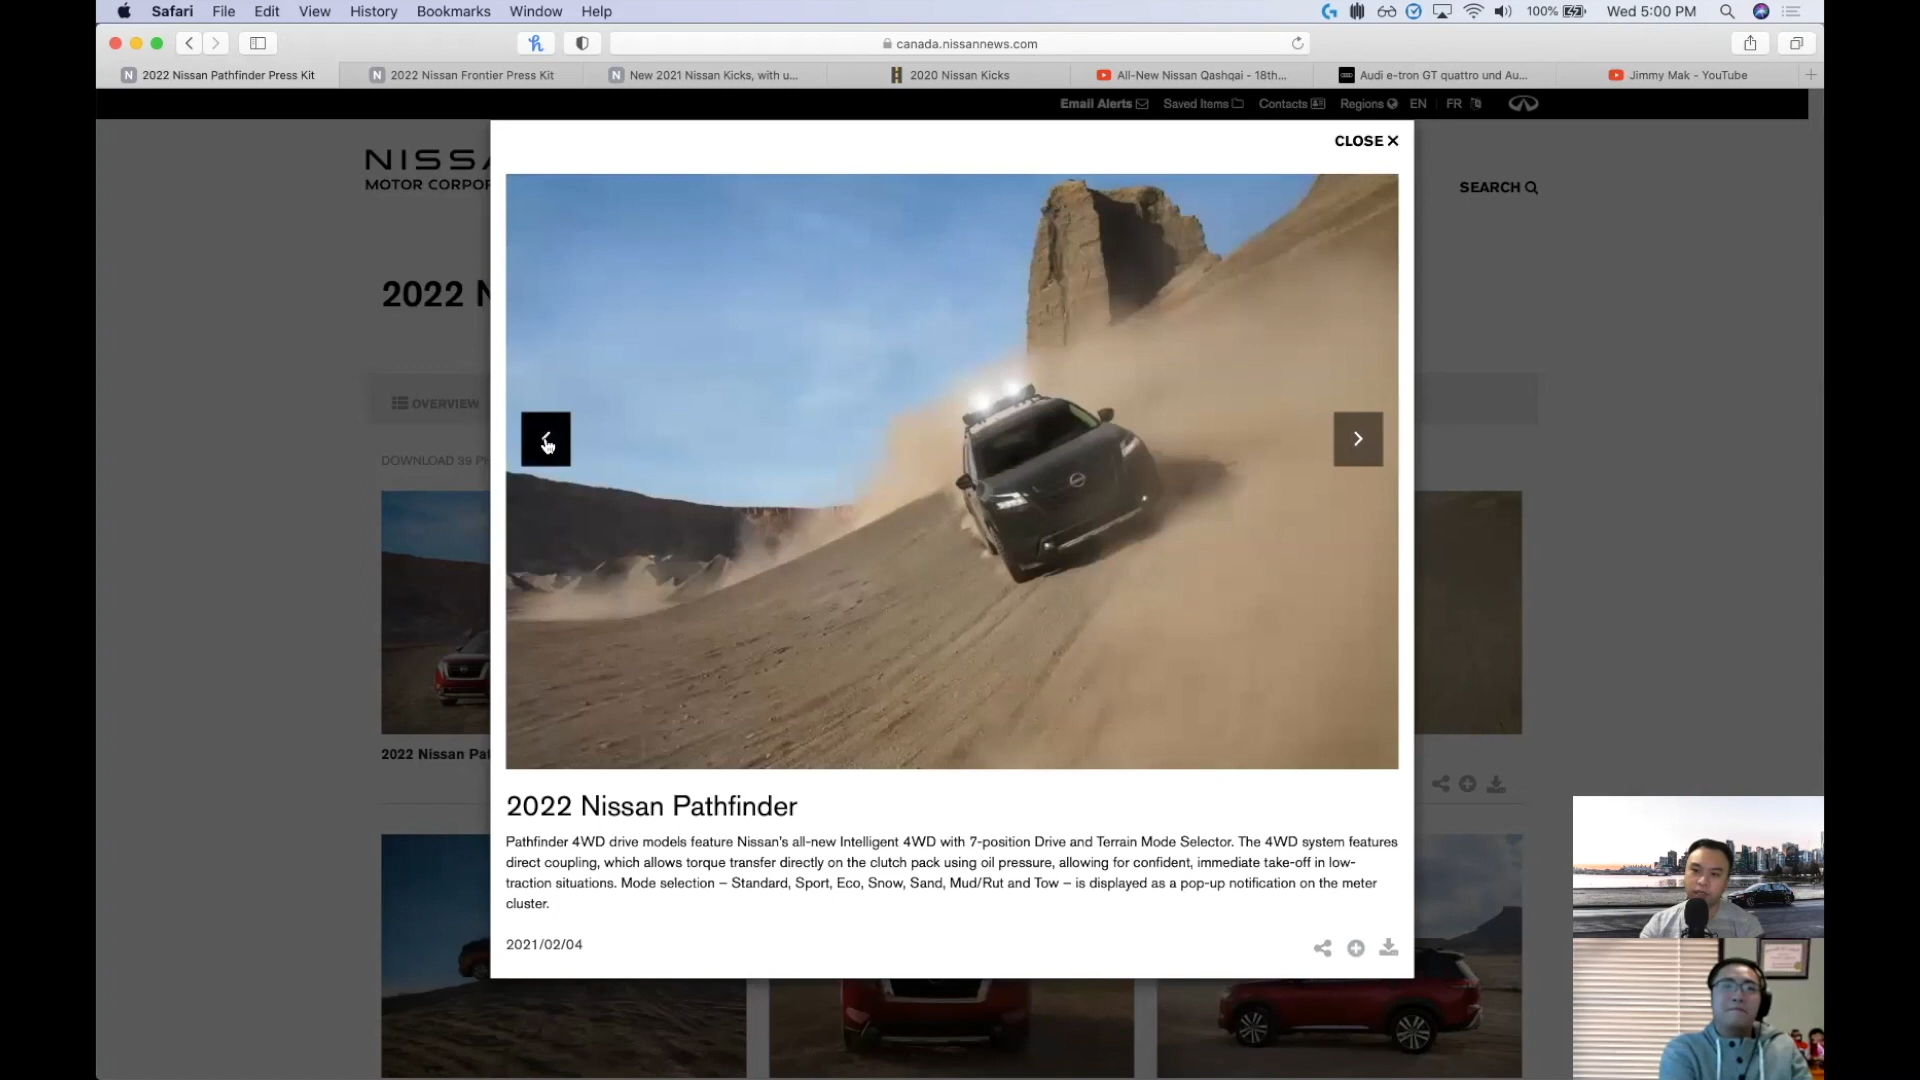 Safari File Edit View History Bookmarks Window Help 100% Wed 5:00 PM
canada.nissannews.com
2022 Nissan Pathfinder Press Kit 2022 Nissan Frontier Press Kit New 2021 Nissan Kicks, with u... 2020 Nissan Kicks All-New Nissan Qashqai - 18th... Audi e-tron GT quattro und Au... Jimmy Mak - YouTube
Email Alerts Saved Items Contacts Regions EN FR
CLOSE
NISSA
MOTOR CORPOR
SEARCH
2022 N
OVERVIEW
DOWNLOAD 39 PH
2022 Nissan Pat
2022 Nissan Pathfinder
Pathfinder 4WD drive models feature Nissan's all-new Intelligent 4WD with 7-position Drive and Terrain Mode Selector. The 4WD system features
direct coupling, which allows torque transfer directly on the clutch pack using oil pressure, allowing for confident, immediate take-off in low-
traction situations. Mode selection – Standard, Sport, Eco, Snow, Sand, Mud/Rut and Tow – is displayed as a pop-up notification on the meter
cluster.
2021/02/04